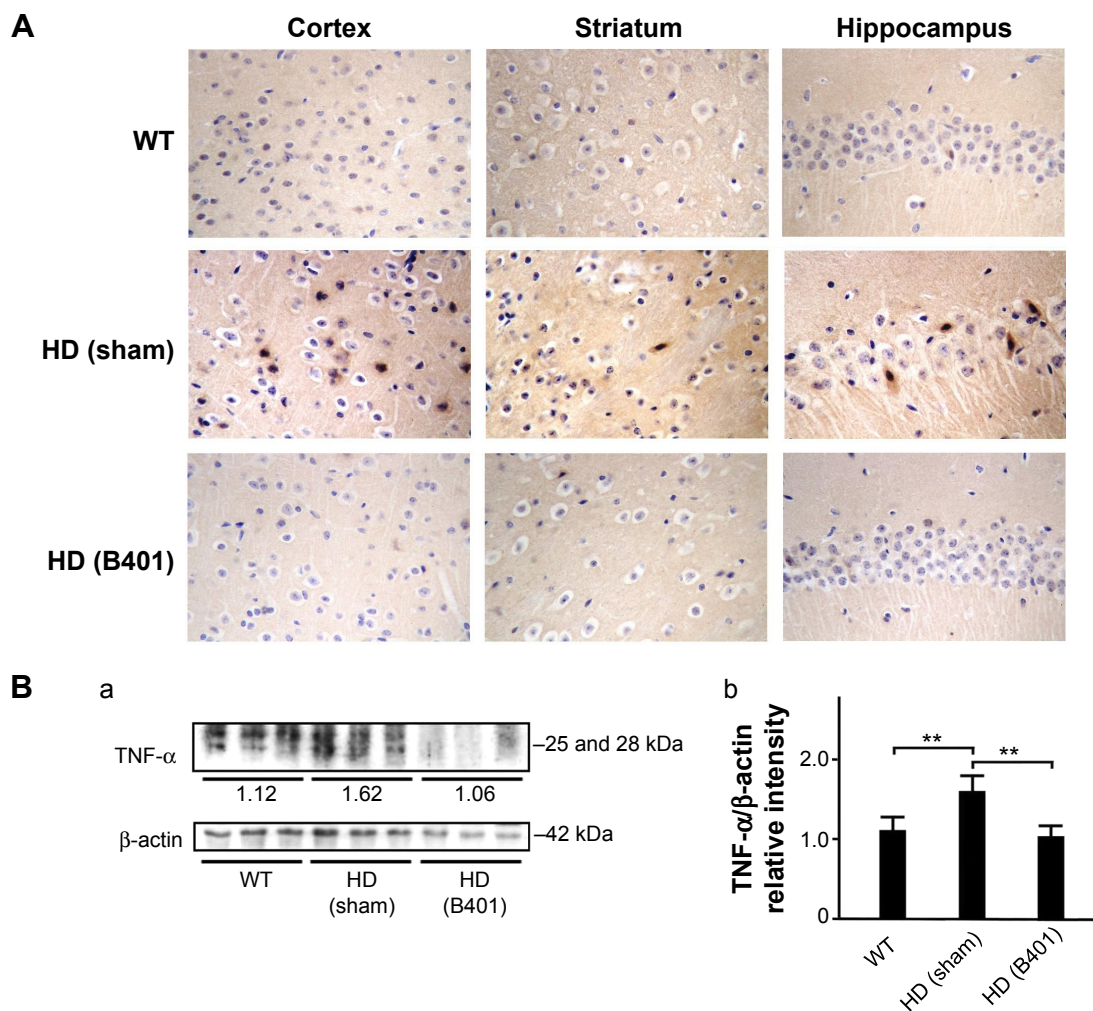 A
Cortex Striatum Hippocampus
WT
HD (sham)
HD (B401)
B
a
TNF-α
–25 and 28 kDa
1.12 1.62 1.06
β-actin
–42 kDa
WT HD (sham) HD (B401)
b
TNF-α/β-actin
relative intensity
2.0
1.0
0
** **
WT HD (sham) HD (B401)